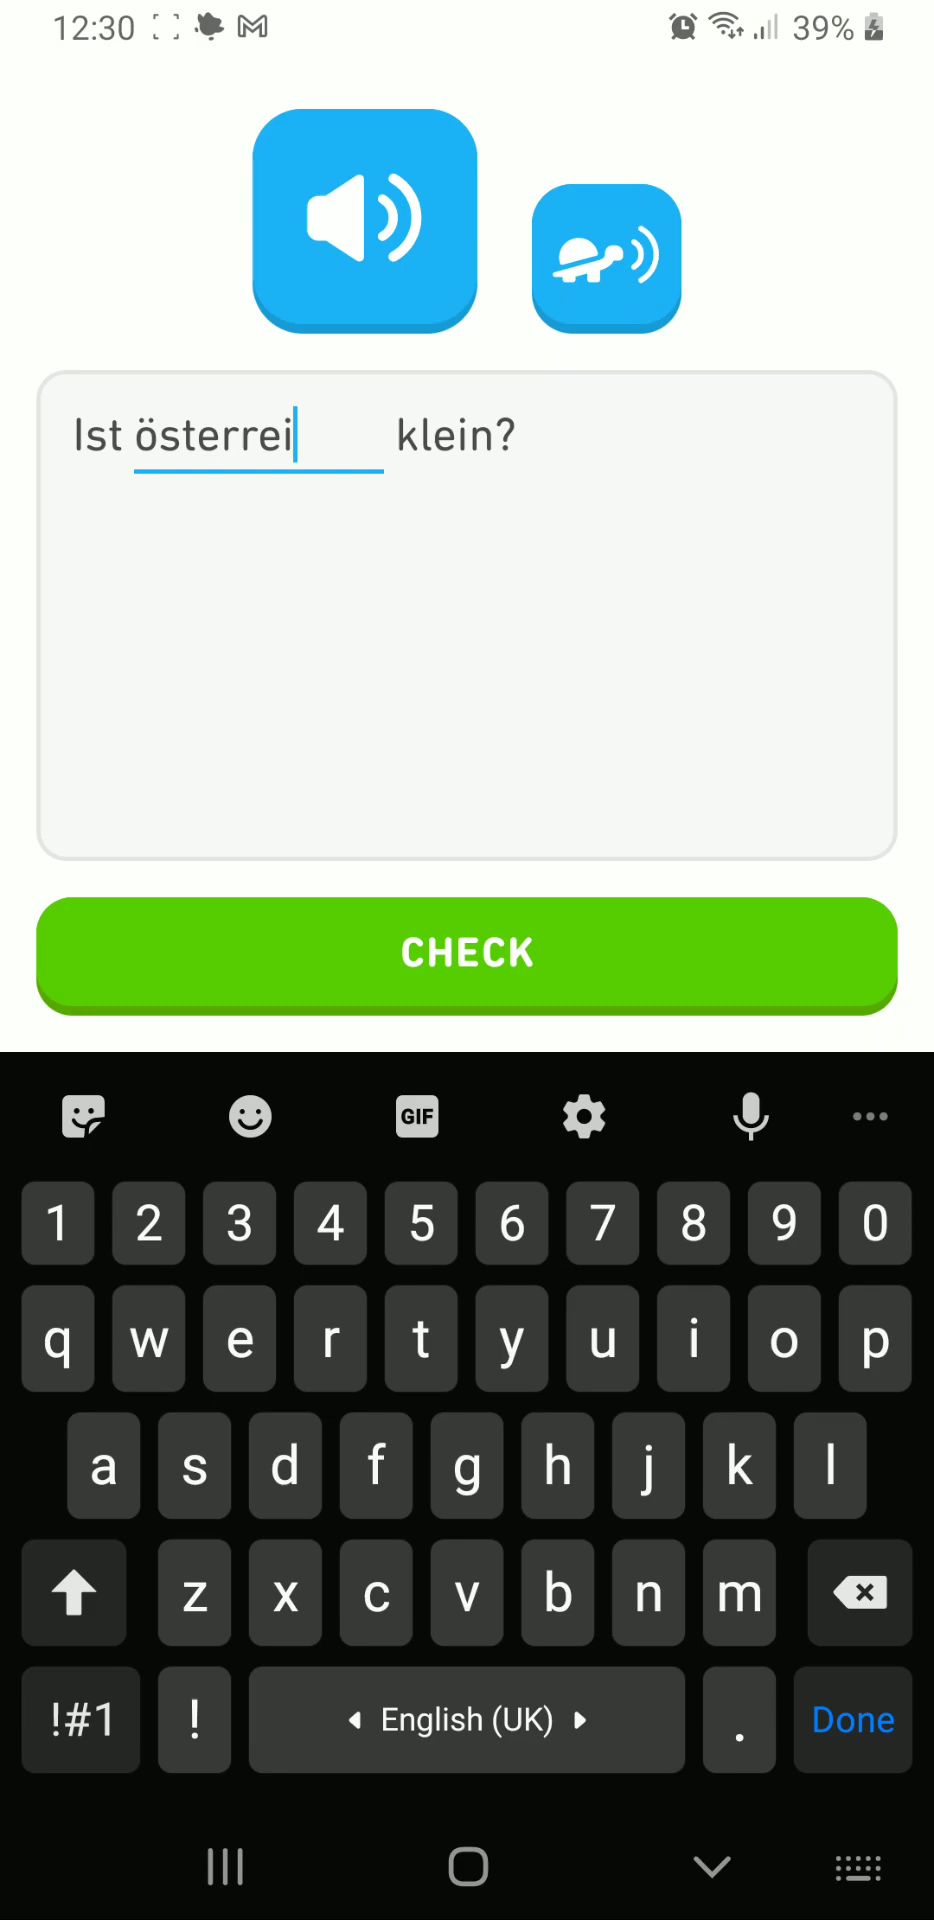 12:30 39%
Ist österrei klein?
CHECK
GIF
1 2 3 4 5 6 7 8 9 0
q w e r t y u i o p
a s d f g h j k l
z x c v b n m
!#1 ! English (UK) . Done